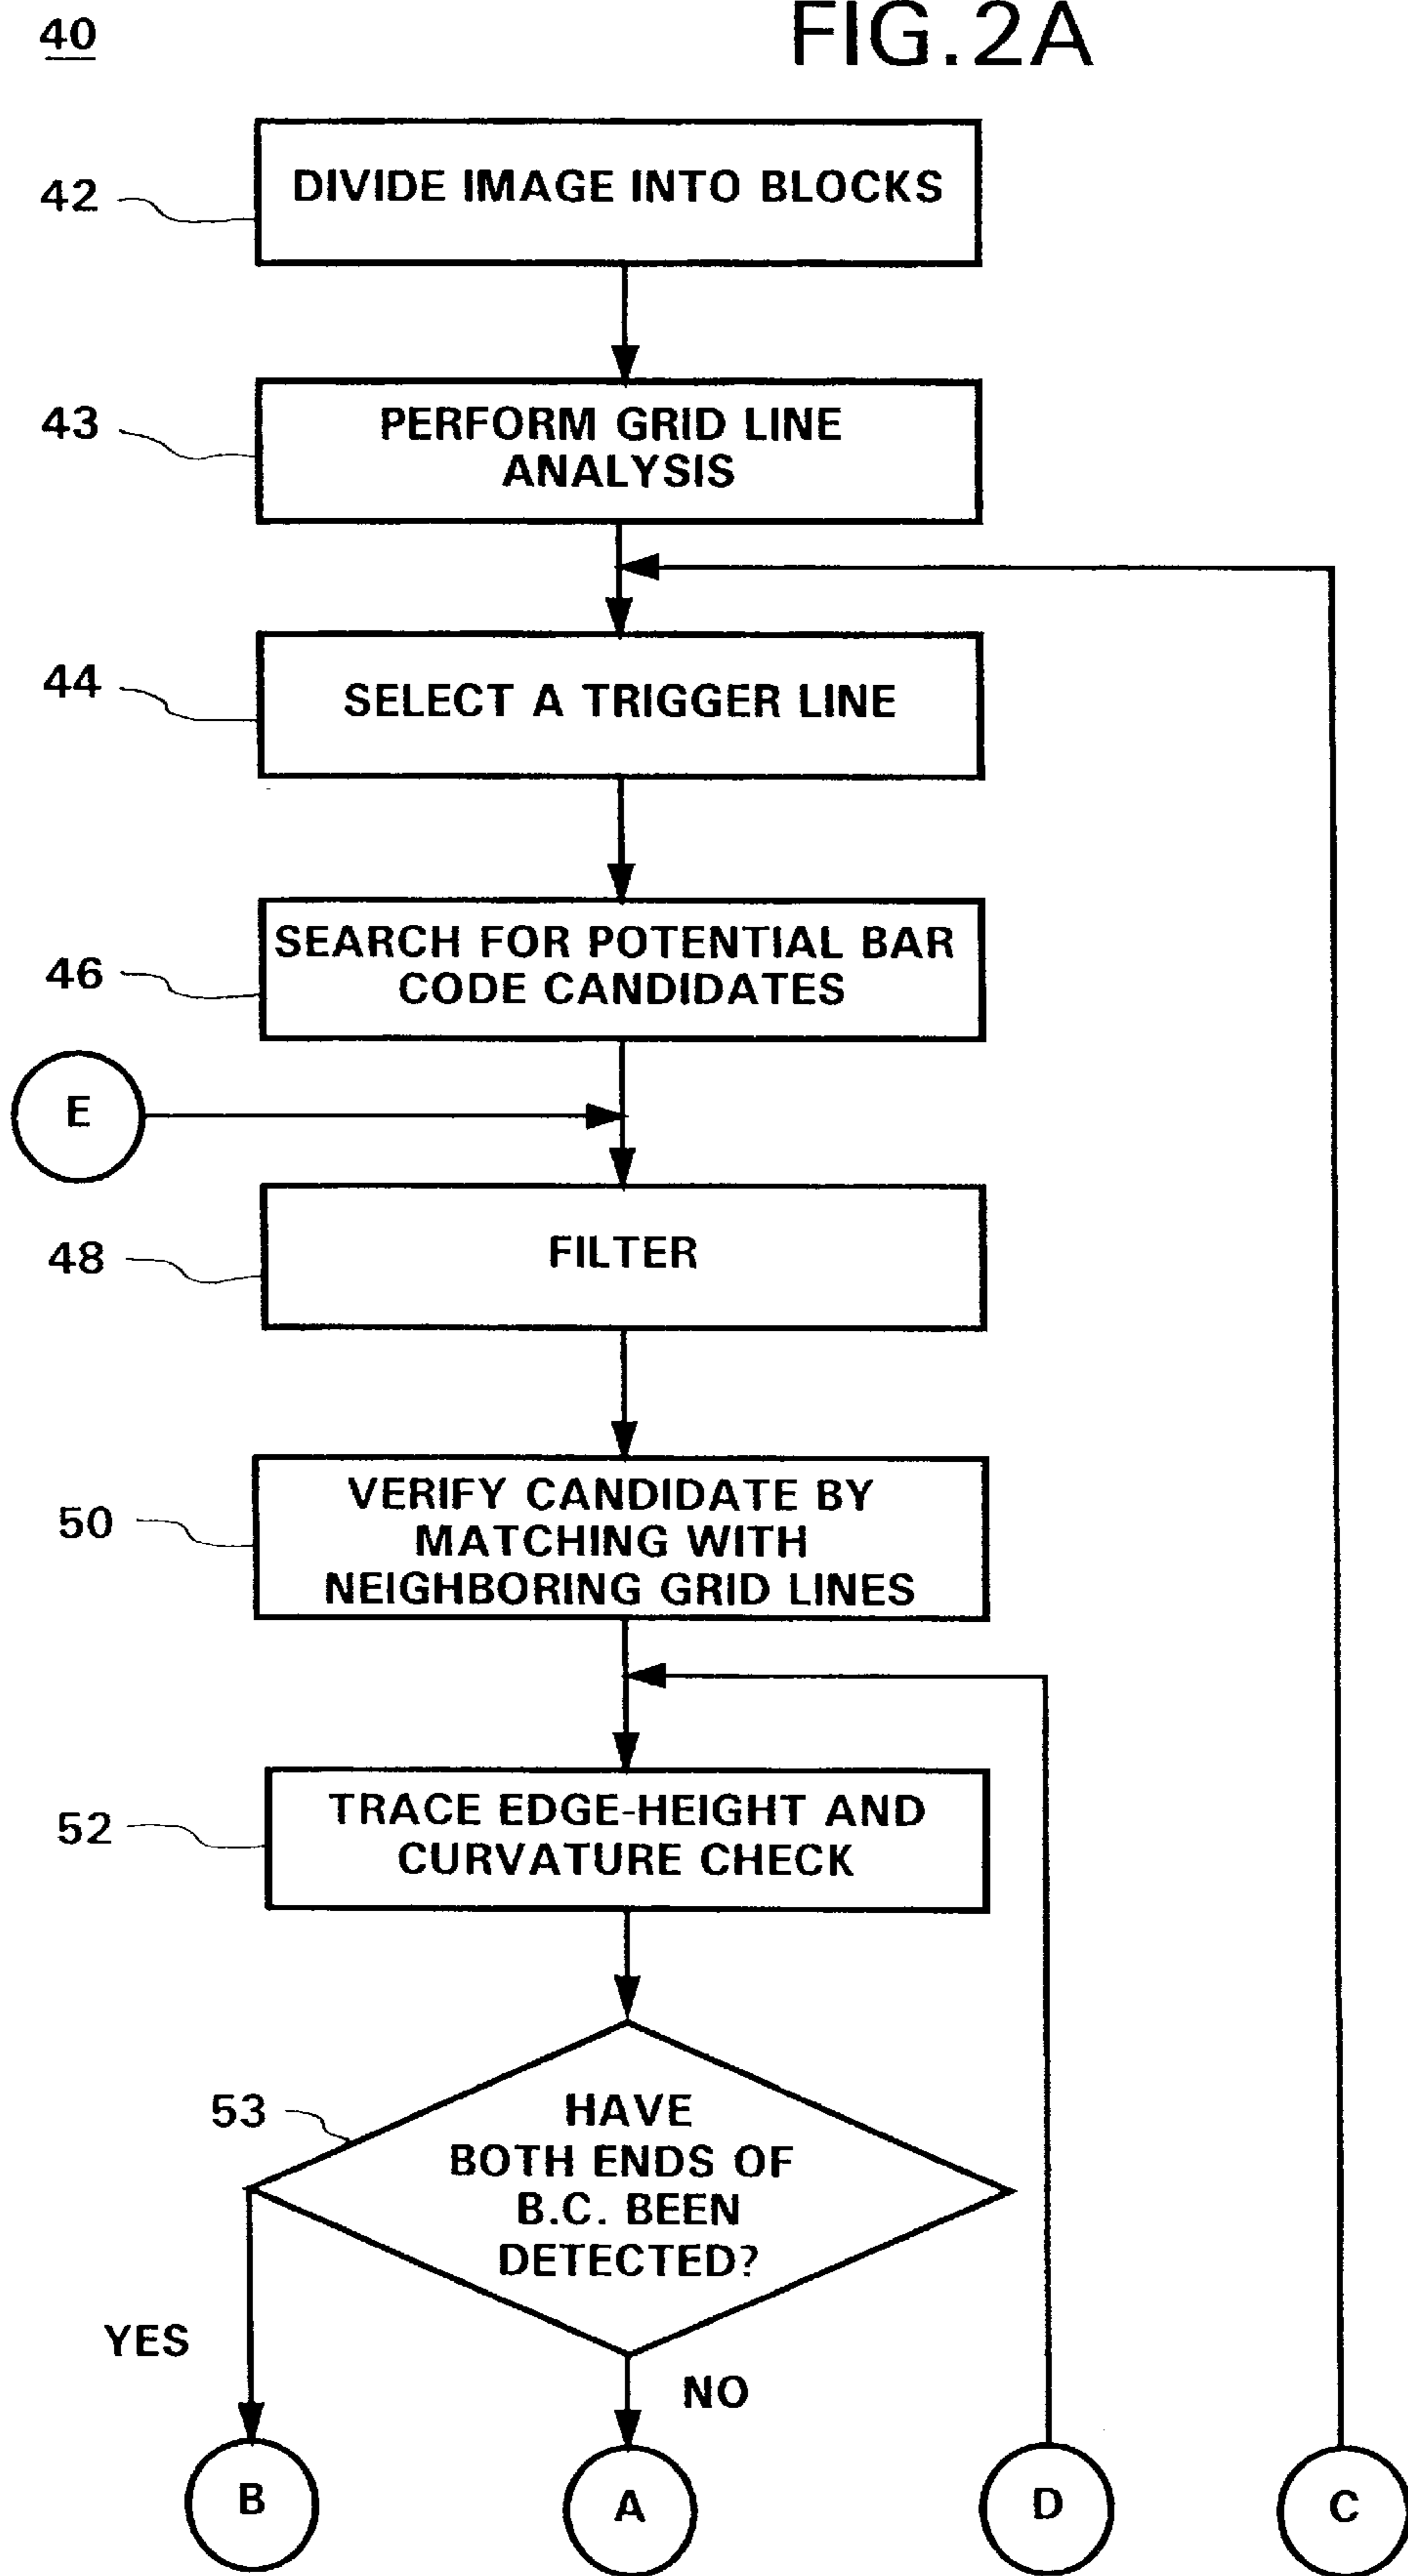 40
FIG.2A
42
DIVIDE IMAGE INTO BLOCKS
43
PERFORM GRID LINE
ANALYSIS
44
SELECT A TRIGGER LINE
46
SEARCH FOR POTENTIAL BAR
CODE CANDIDATES
E
48
FILTER
50
VERIFY CANDIDATE BY
MATCHING WITH
NEIGHBORING GRID LINES
52
TRACE EDGE-HEIGHT AND
CURVATURE CHECK
53
HAVE
BOTH ENDS OF
B.C. BEEN
DETECTED?
YES
NO
B
A
D
C